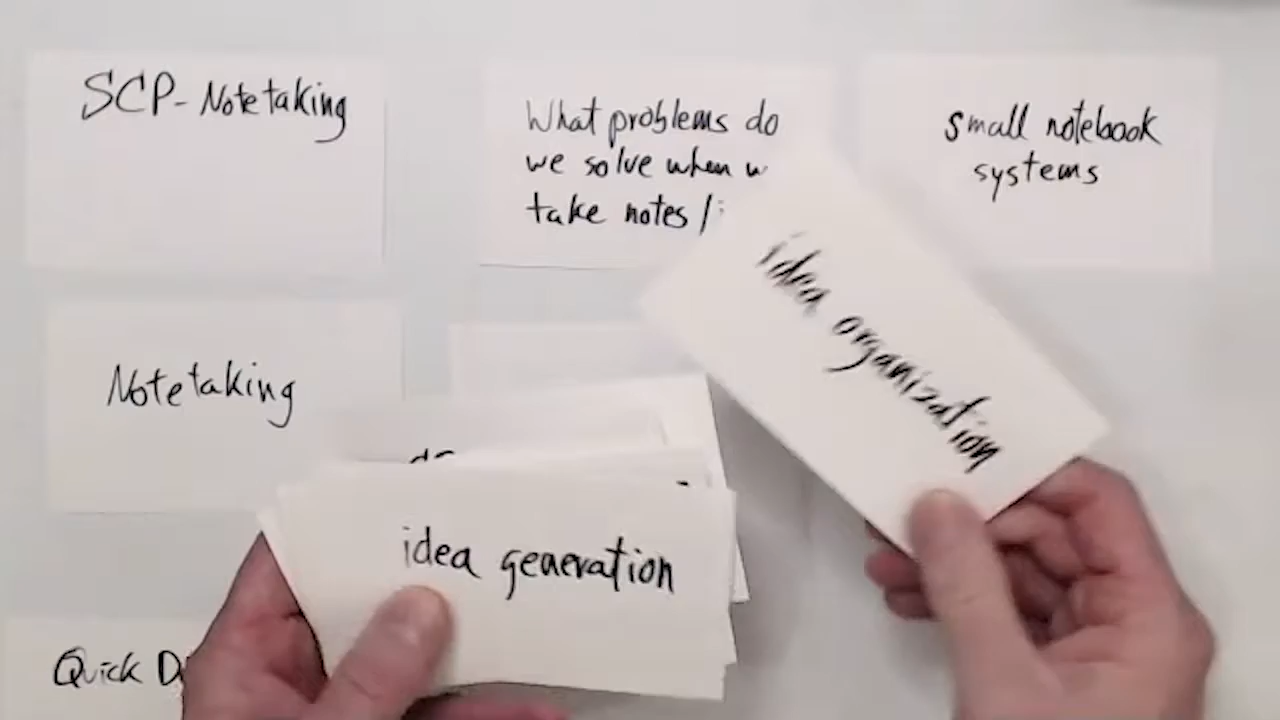 SCP- Notetaking
What problems do
we solve when
take notes /
small notebook
systems
idea organization
Notetaking
idea generation
Quick